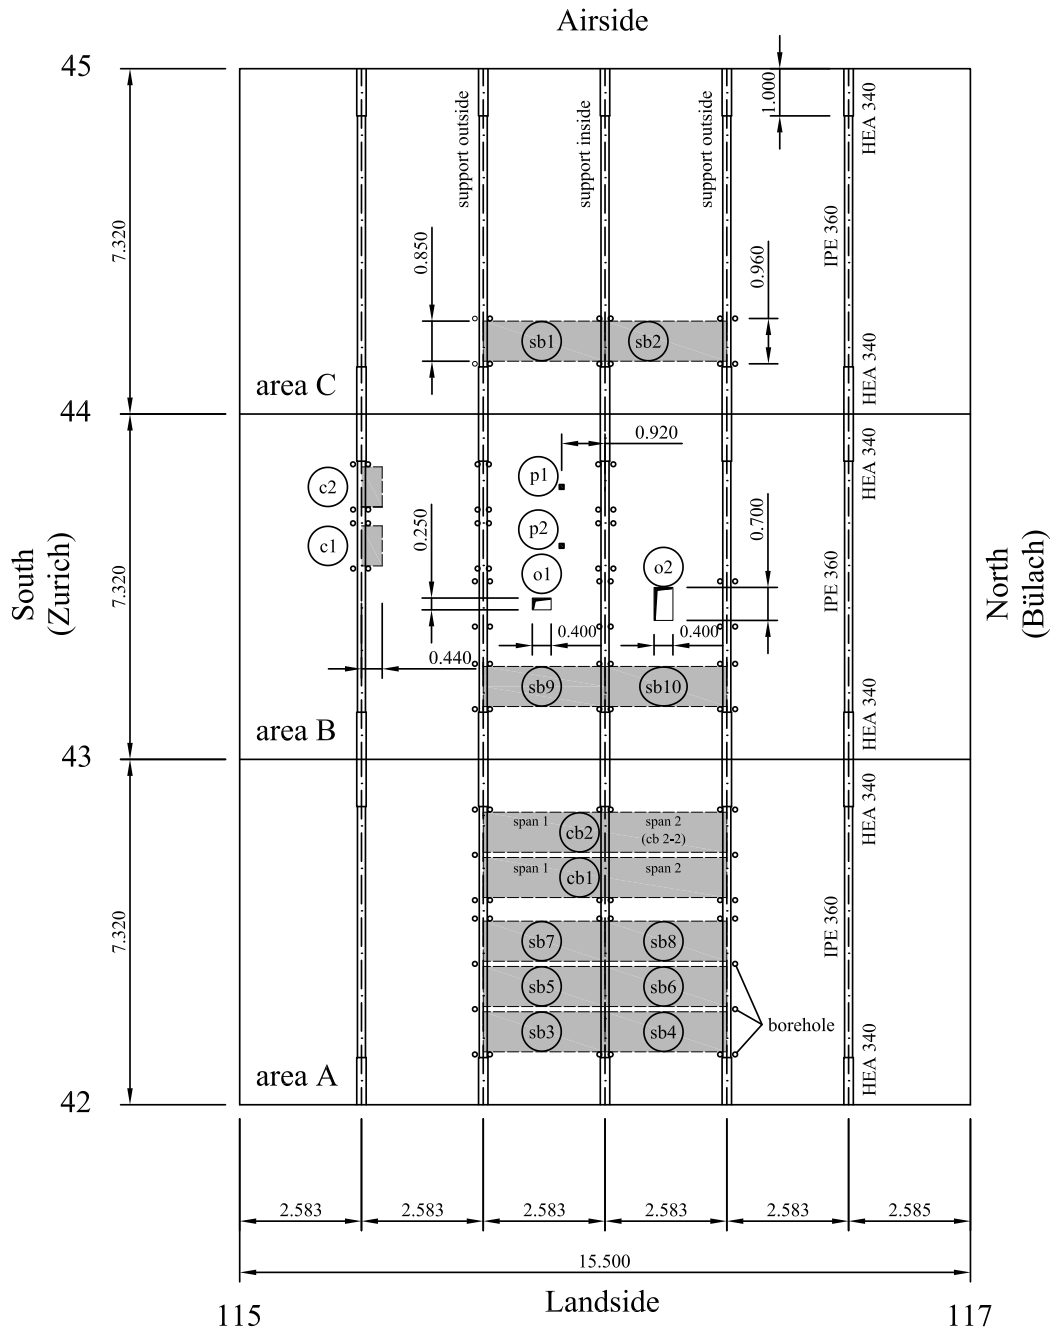 Airside
45
support outside
support inside
support outside
1.000
HEA 340
7.320
0.850
0.960
IPE 360
sb1
sb2
HEA 340
area C
44
0.920
HEA 340
c2
p1
0.250
0.700
c1
p2
o1
o2
South
(Zurich)
7.320
IPE 360
North
(Bülach)
0.440
0.400
0.400
sb9
sb10
HEA 340
area B
43
HEA 340
span 1
cb2
span 2
(cb 2-2)
span 1
cb1
span 2
7.320
IPE 360
sb7
sb8
sb5
sb6
borehole
sb3
sb4
HEA 340
area A
42
2.583
2.583
2.583
2.583
2.583
2.585
15.500
Landside
115
117